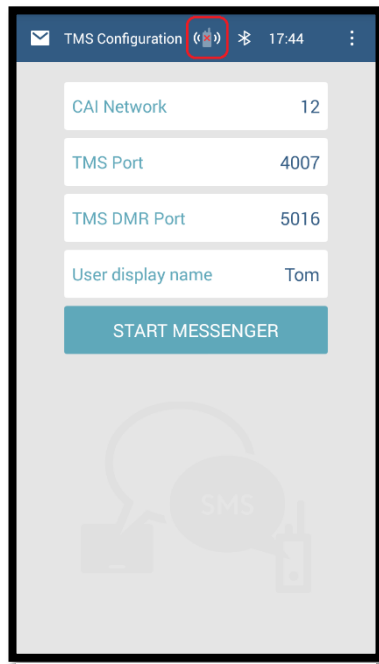 TMS Configuration 17:44
CAI Network 12
TMS Port 4007
TMS DMR Port 5016
User display name Tom
START MESSENGER
SMS